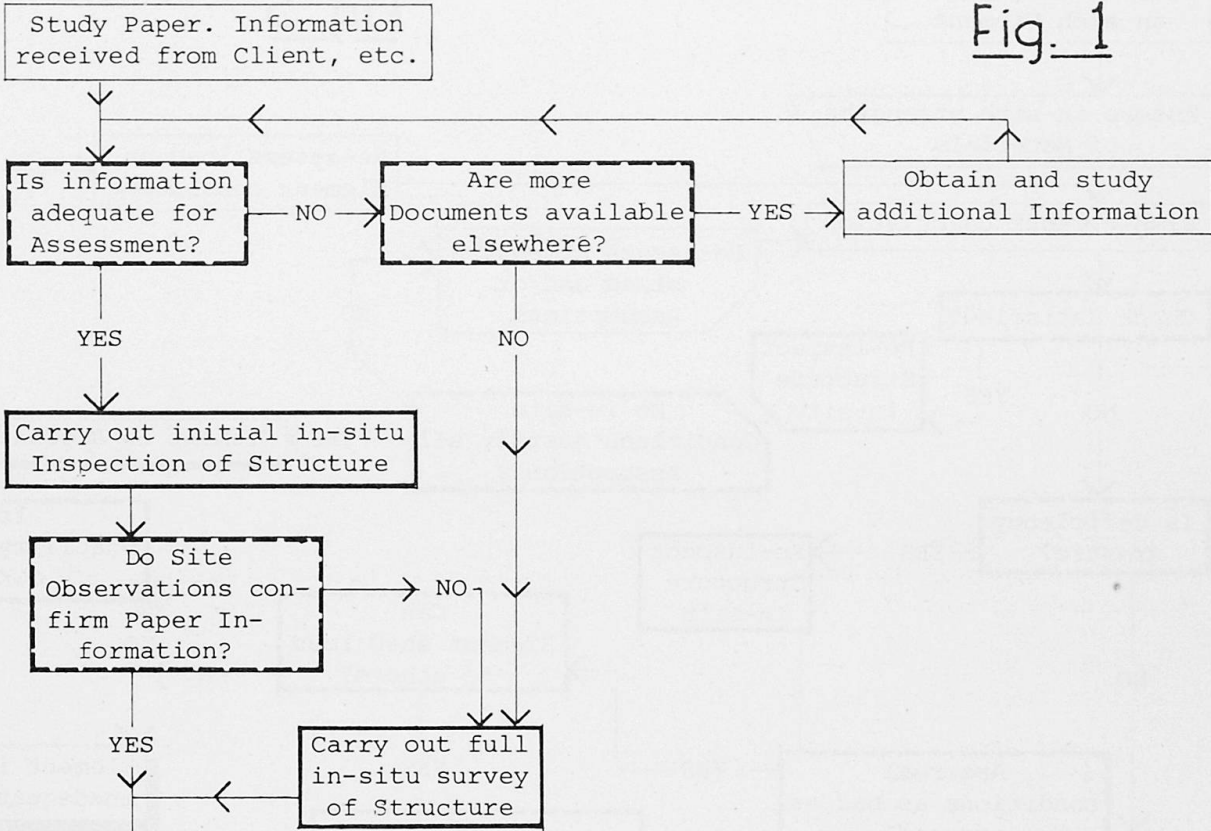 Fig. 1
Study Paper. Information
received from Client, etc.
Is information
adequate for
Assessment?
NO
Are more
Documents available
elsewhere?
YES
Obtain and study
additional Information
YES
NO
Carry out initial in-situ
Inspection of Structure
Do Site
Observations con-
firm Paper In-
formation?
NO
YES
Carry out full
in-situ survey
of Structure